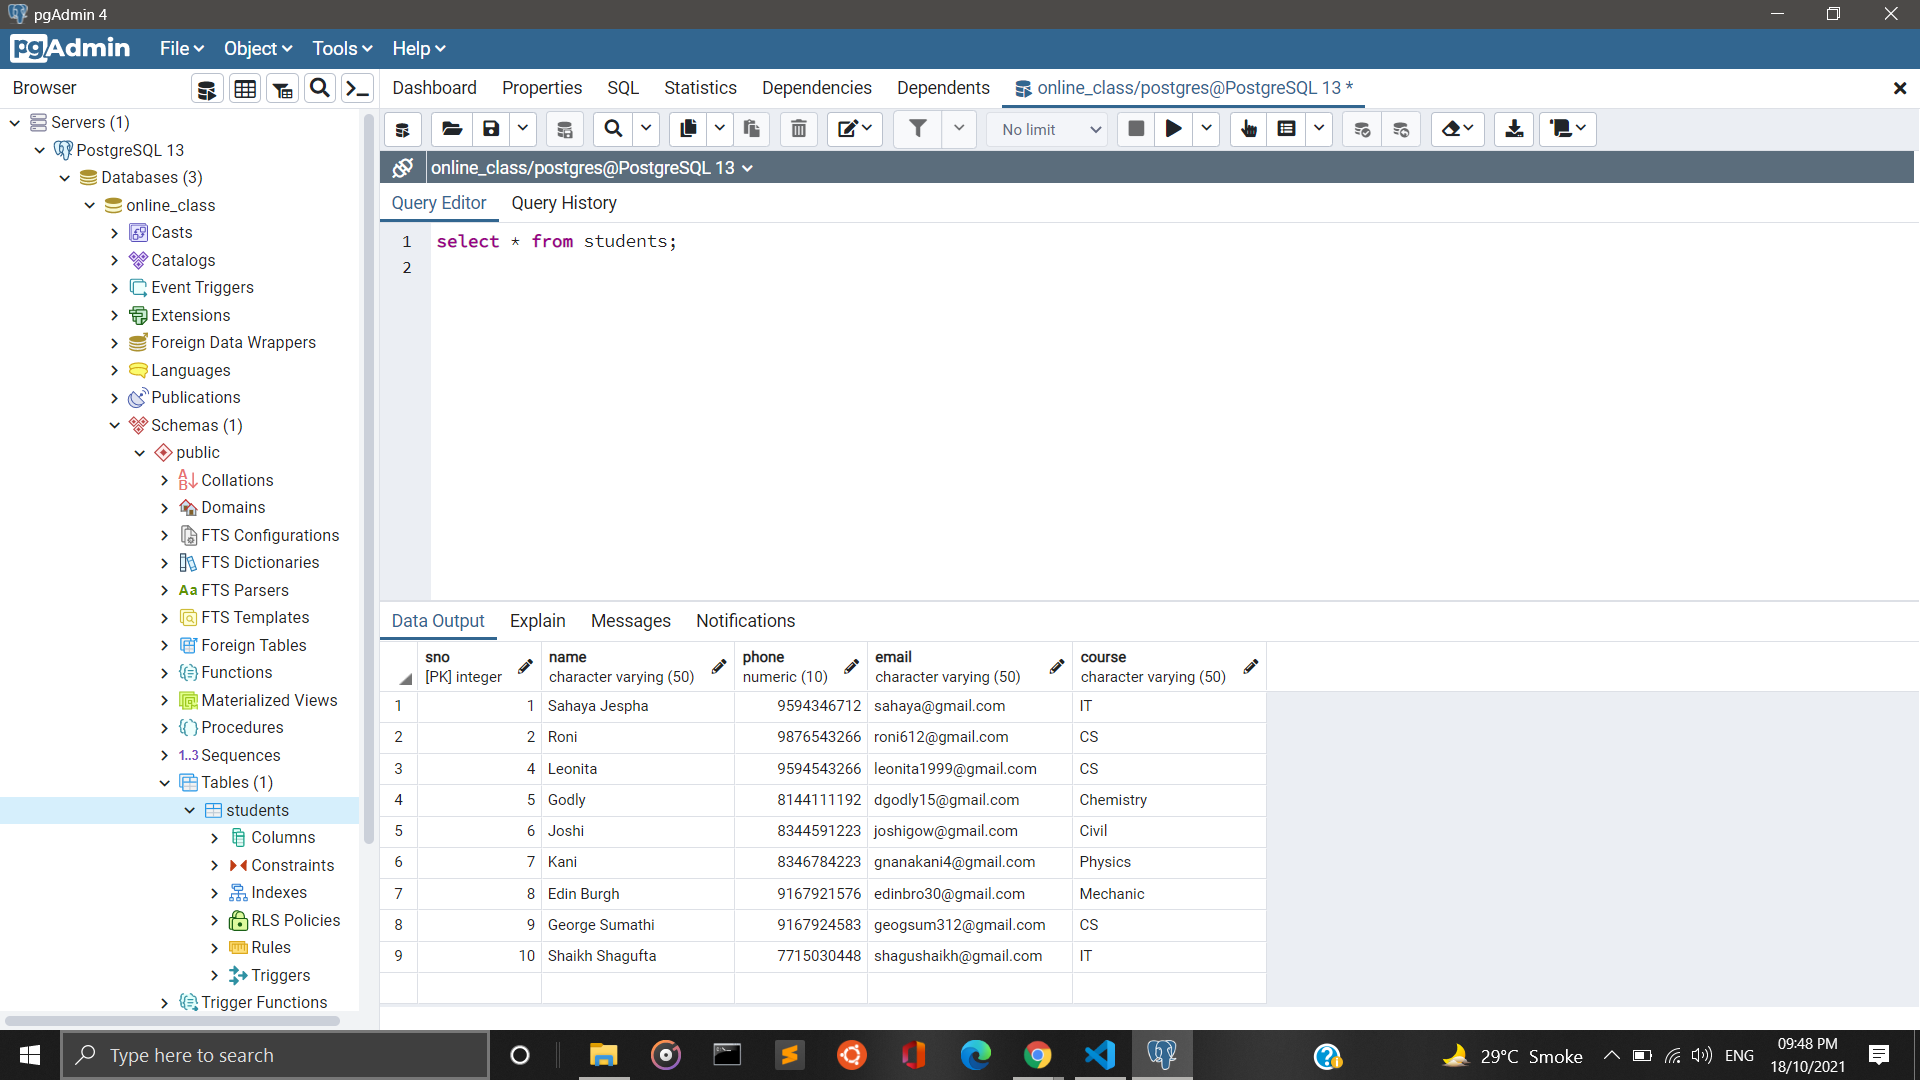 pgAdmin 4
pgAdmin File Object Tools Help
Browser
Dashboard Properties SQL Statistics Dependencies Dependents online_class/postgres@PostgreSQL 13 *
Servers (1)
PostgreSQL 13
Databases (3)
online_class
Casts
Catalogs
Event Triggers
Extensions
Foreign Data Wrappers
Languages
Publications
Schemas (1)
public
Collations
Domains
FTS Configurations
FTS Dictionaries
Aa FTS Parsers
FTS Templates
Foreign Tables
Functions
Materialized Views
Procedures
1..3 Sequences
Tables (1)
students
Columns
Constraints
Indexes
RLS Policies
Rules
Triggers
Trigger Functions
No limit
online_class/postgres@PostgreSQL 13
Query Editor Query History
1 select * from students;
2
Data Output Explain Messages Notifications
sno name phone email course
[PK] integer character varying (50) numeric (10) character varying (50) character varying (50)
1 1 Sahaya Jespha 9594346712 sahaya@gmail.com IT
2 2 Roni 9876543266 roni612@gmail.com CS
3 4 Leonita 9594543266 leonita1999@gmail.com CS
4 5 Godly 8144111192 dgodly15@gmail.com Chemistry
5 6 Joshi 8344591223 joshigow@gmail.com Civil
6 7 Kani 8346784223 gnanakani4@gmail.com Physics
7 8 Edin Burgh 9167921576 edinbro30@gmail.com Mechanic
8 9 George Sumathi 9167924583 geogsum312@gmail.com CS
9 10 Shaikh Shagufta 7715030448 shagushaikh@gmail.com IT
Type here to search
29°C Smoke
ENG
09:48 PM
18/10/2021